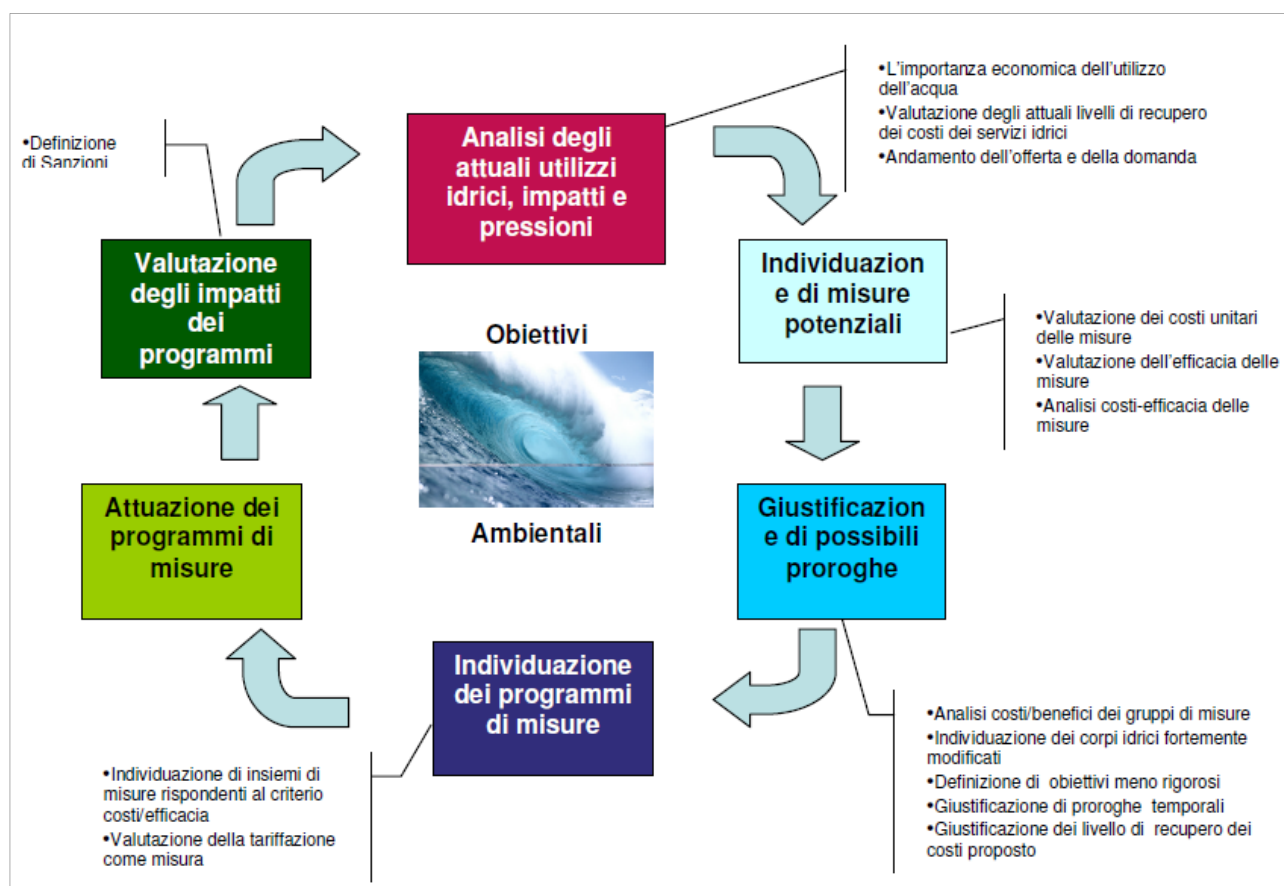 Analisi degli
attuali utilizzi
idrici, impatti e
pressioni
•L'importanza economica dell'utilizzo
dell'acqua
•Valutazione degli attuali livelli di recupero
dei costi dei servizi idrici
•Andamento dell'offerta e della domanda
Individuazion
e di misure
potenziali
•Valutazione dei costi unitari
delle misure
•Valutazione dell'efficacia delle
misure
•Analisi costi-efficacia delle
misure
Giustificazion
e di possibili
proroghe
•Analisi costi/benefici dei gruppi di misure
•Individuazione dei corpi idrici fortemente
modificati
•Definizione di obiettivi meno rigorosi
•Giustificazione di proroghe temporali
•Giustificazione dei livello di recupero dei
costi proposto
Individuazione
dei programmi
di misure
•Individuazione di insiemi di
misure rispondenti al criterio
costi/efficacia
•Valutazione della tariffazione
come misura
Attuazione dei
programmi di
misure
Valutazione
degli impatti
dei
programmi
•Definizione
di Sanzioni
Obiettivi
Ambientali